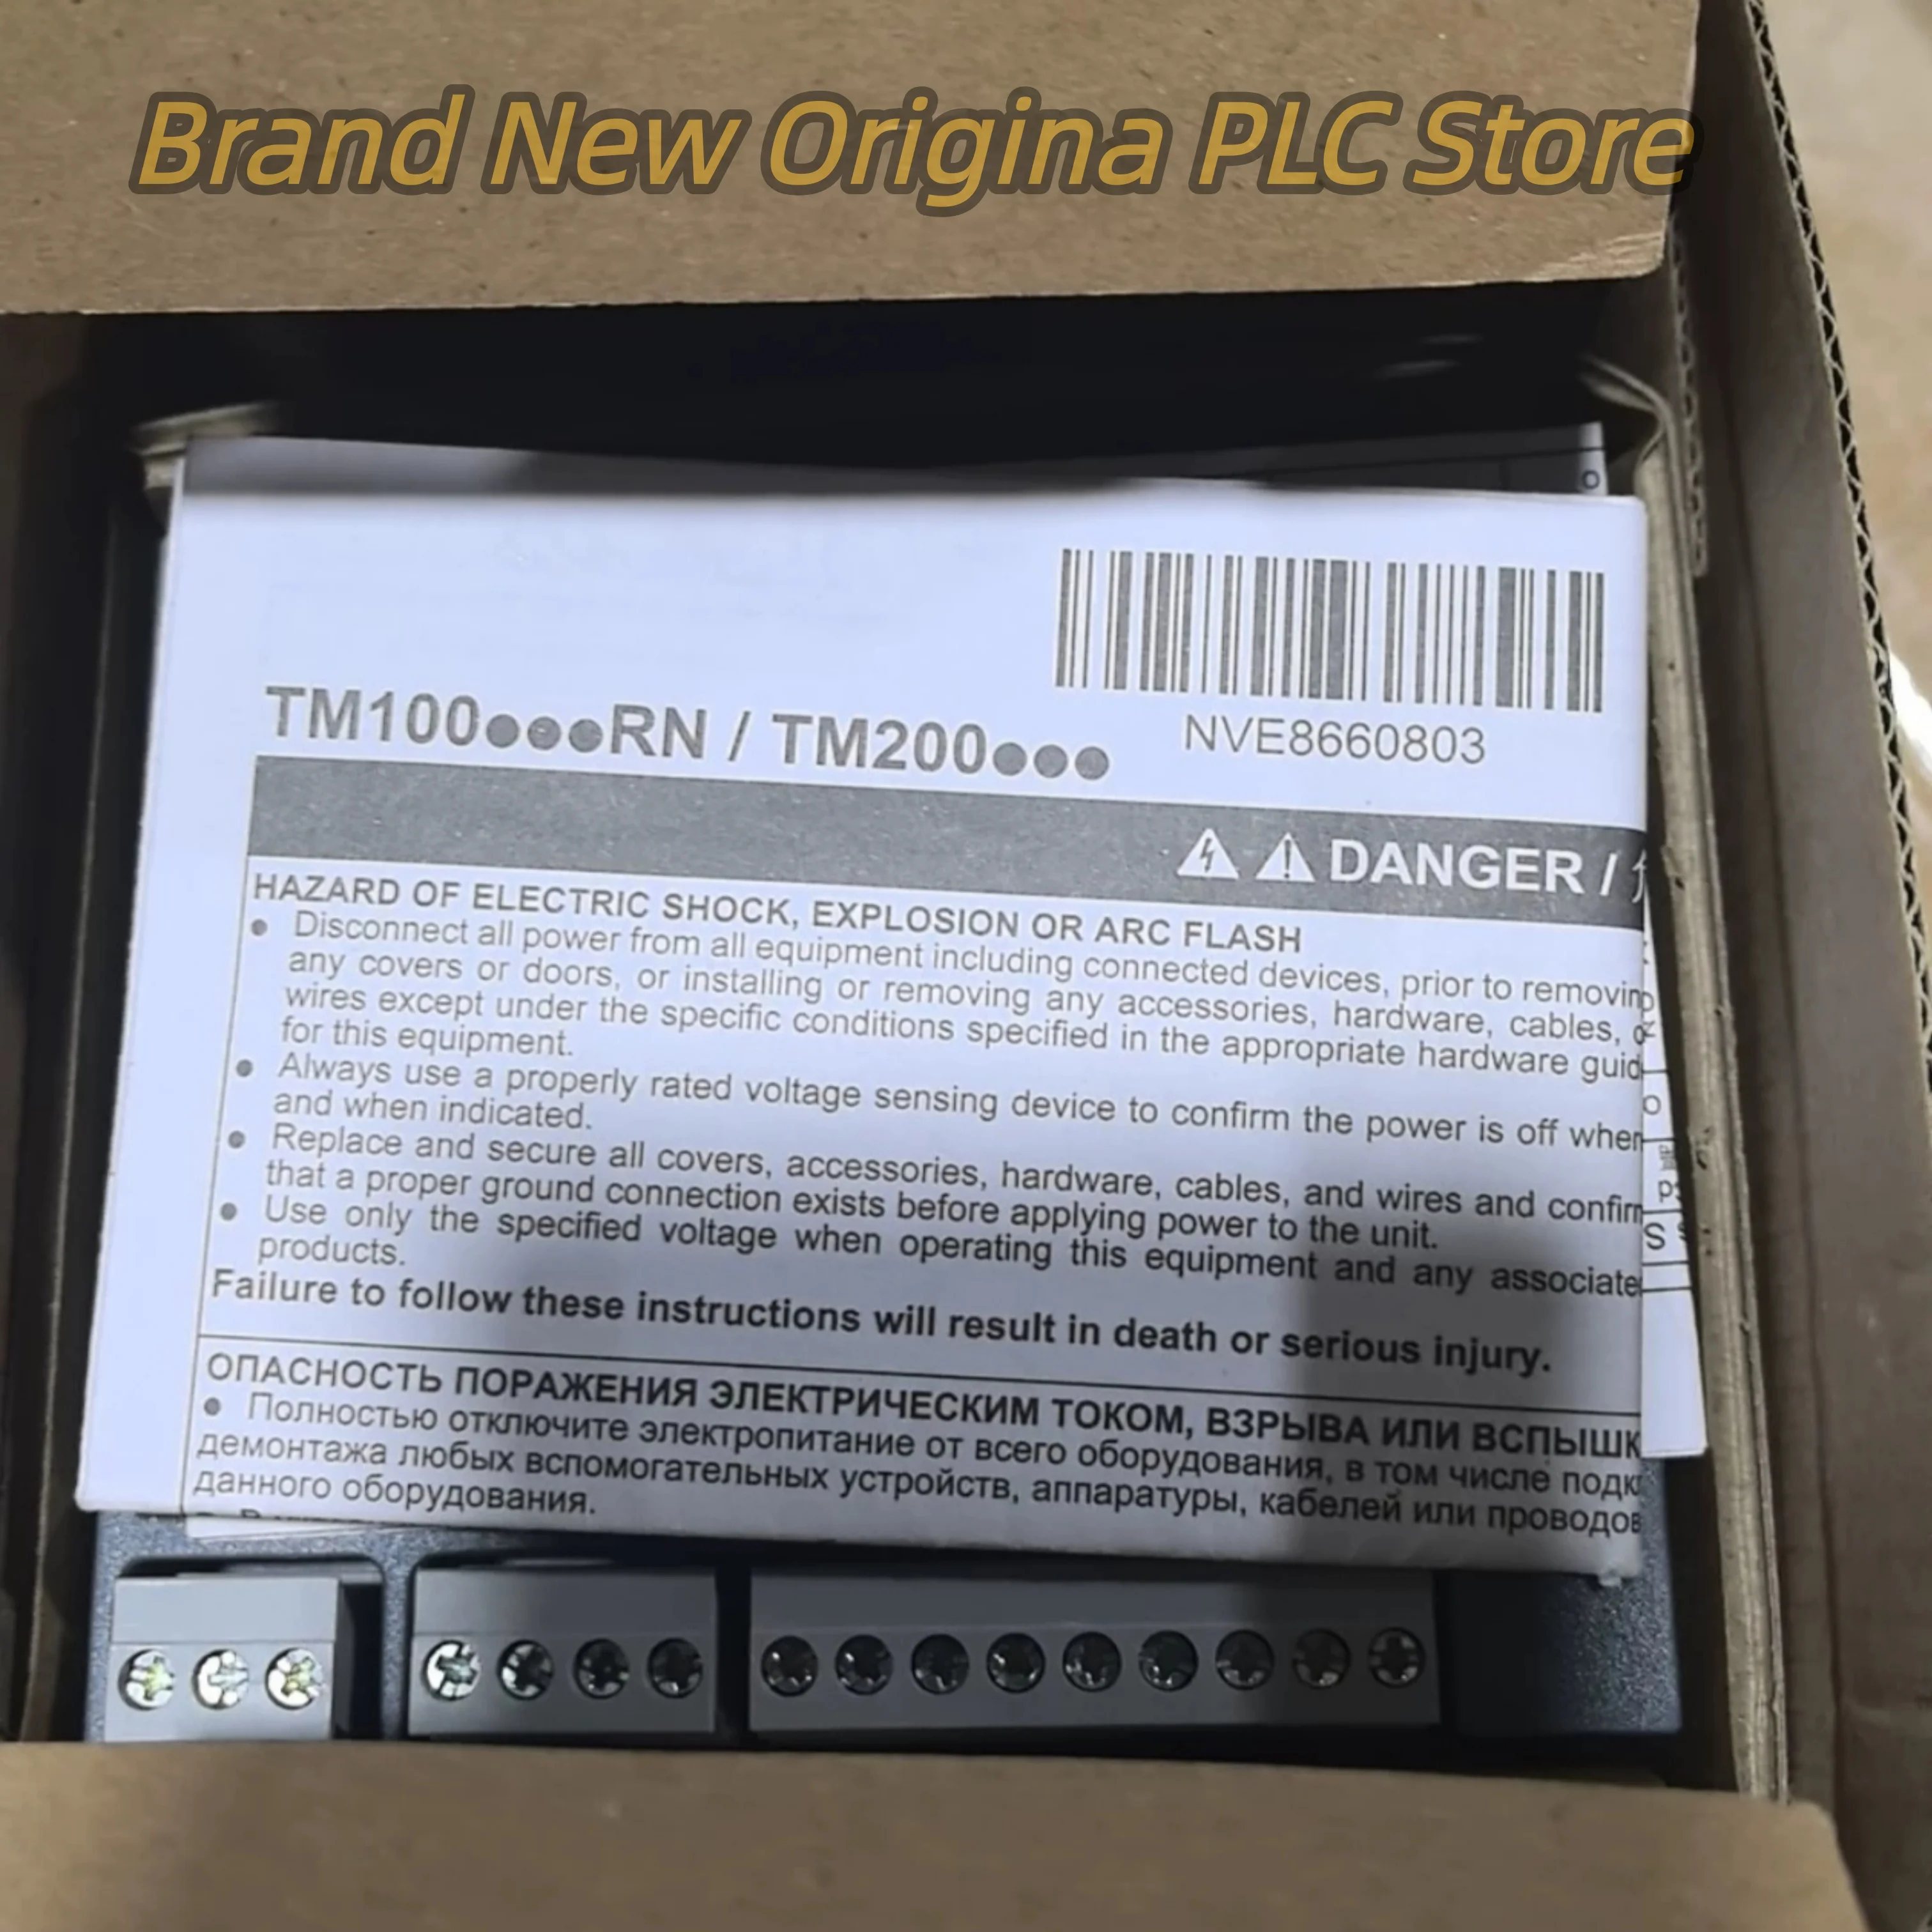 Brand New Origina PLC Store
TM100●●●RN / TM200●●●
NVE8660803
DANGER /
HAZARD OF ELECTRIC SHOCK, EXPLOSION OR ARC FLASH
● Disconnect all power from all equipment including connected devices, prior to removin
any covers or doors, or installing or removing any accessories, hardware, cables,
wires except under the specific conditions specified in the appropriate hardware guid
for this equipment.
● Always use a properly rated voltage sensing device to confirm the power is off wher
and when indicated.
● Replace and secure all covers, accessories, hardware, cables, and wires and confirm
that a proper ground connection exists before applying power to the unit.
● Use only the specified voltage when operating this equipment and any associate
products.
Failure to follow these instructions will result in death or serious injury.
ОПАСНОСТЬ ПОРАЖЕНИЯ ЭЛЕКТРИЧЕСКИМ ТОКОМ, ВЗРЫВА ИЛИ ВСПЫШК
● Полностью отключите электропитание от всего оборудования, в том числе подк
демонтажа любых вспомогательных устройств, аппаратуры, кабелей или проводов
данного оборудования.